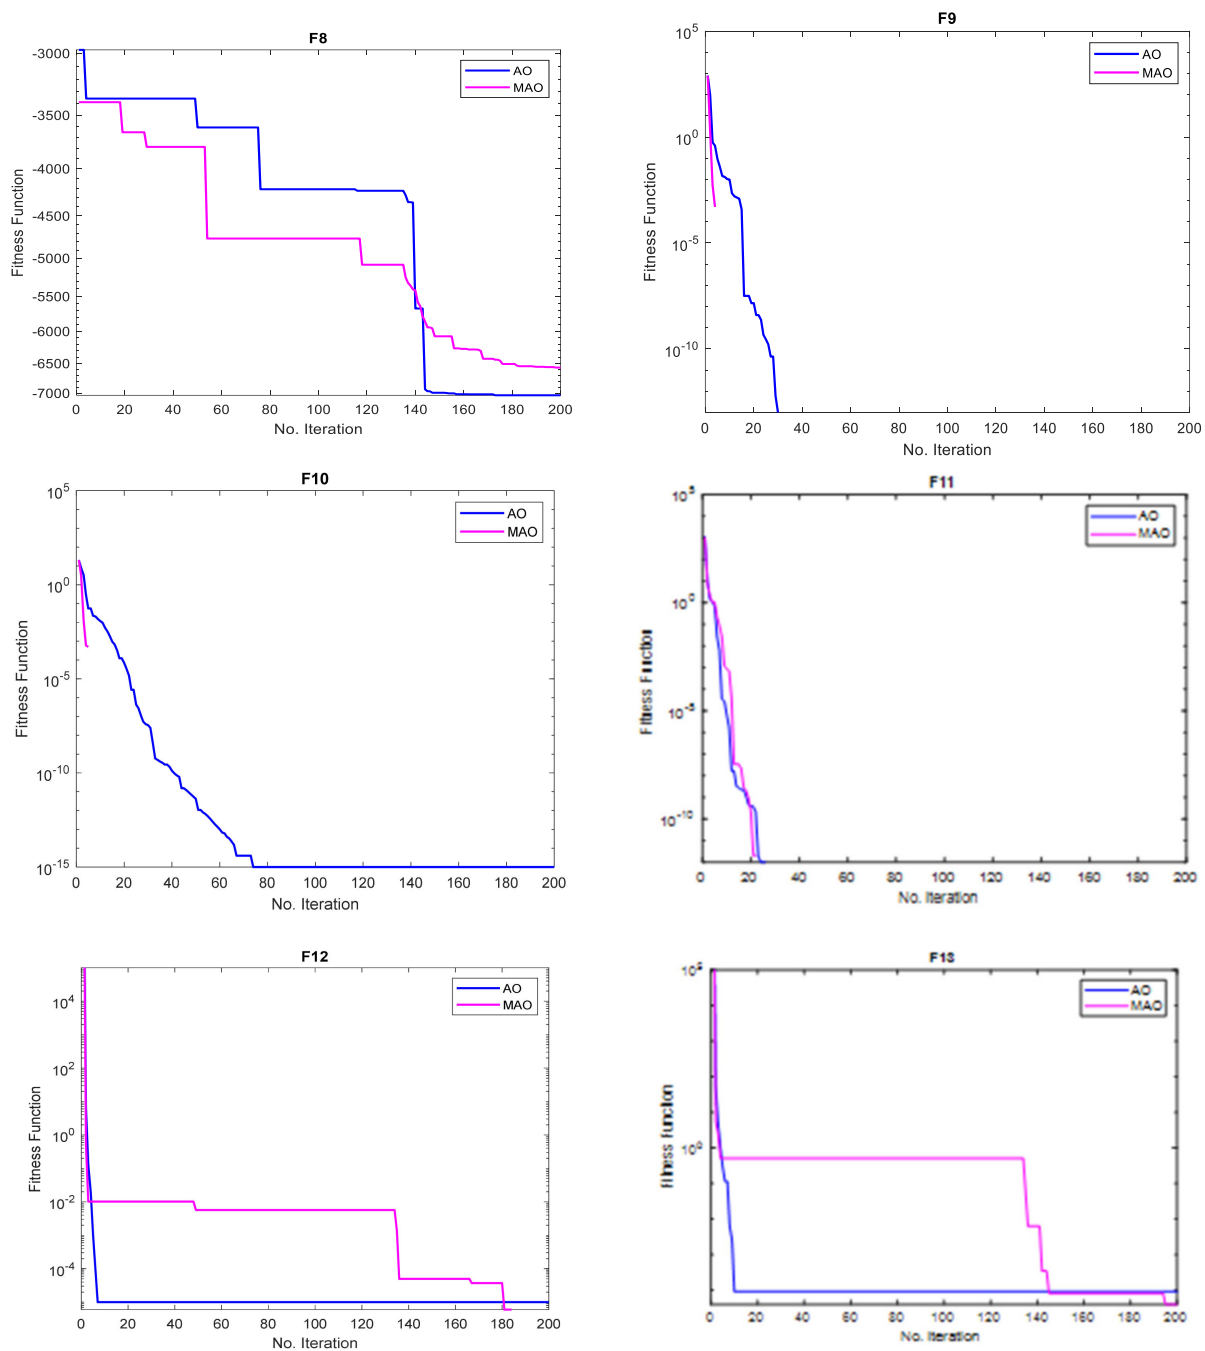 F8
-3000
-3500
-4000
-4500
-5000
-5500
-6000
-6500
-7000
Fitness Function
0 20 40 60 80 100 120 140 160 180 200
No. Iteration
AO
MAO
F9
10^5
10^0
10^-5
10^-10
Fitness Function
0 20 40 60 80 100 120 140 160 180 200
No. Iteration
AO
MAO
F10
10^5
10^0
10^-5
10^-10
10^-15
Fitness Function
0 20 40 60 80 100 120 140 160 180 200
No. Iteration
AO
MAO
F11
10^5
10^0
10^-5
10^-10
Fitness Function
0 20 40 60 80 100 120 140 160 180 200
No. Iteration
AO
MAO
F12
10^4
10^2
10^0
10^-2
10^-4
Fitness Function
0 20 40 60 80 100 120 140 160 180 200
No. Iteration
AO
MAO
F13
10^5
10^0
Fitness Function
0 20 40 60 80 100 120 140 160 180 200
No. Iteration
AO
MAO